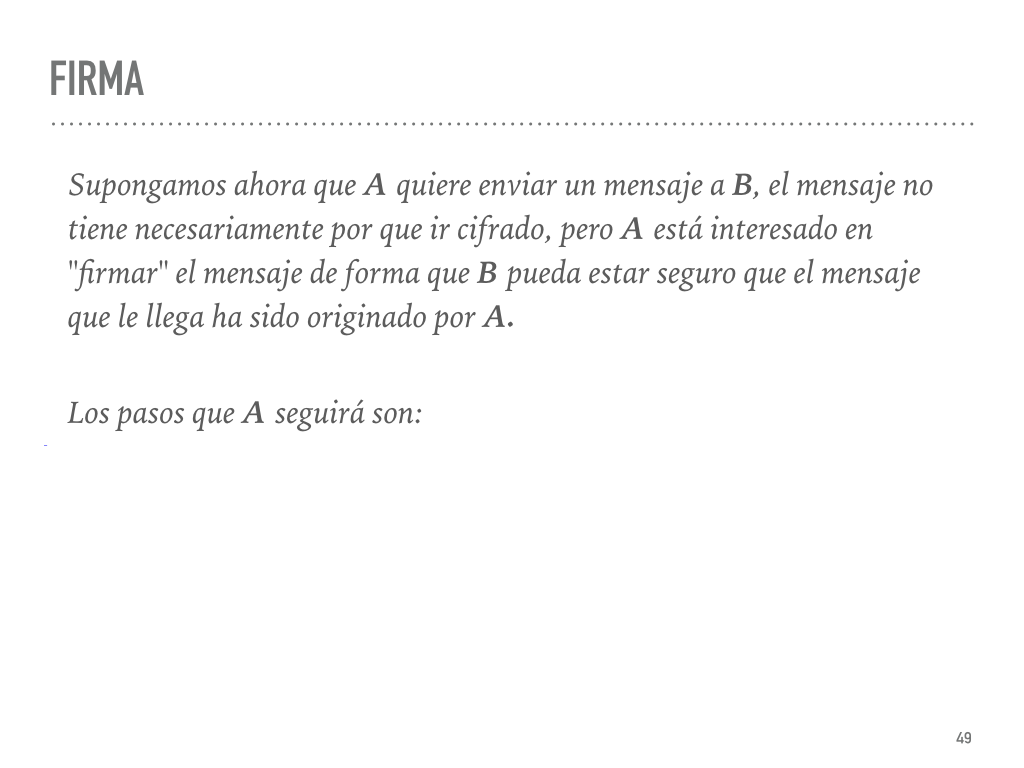 FIRMA
Supongamos ahora que A quiere enviar un mensaje a B, el mensaje no
tiene necesariamente por que ir cifrado, pero A está interesado en
"firmar" el mensaje de forma que B pueda estar seguro que el mensaje
que le llega ha sido originado por A.
Los pasos que A seguirá son:
49